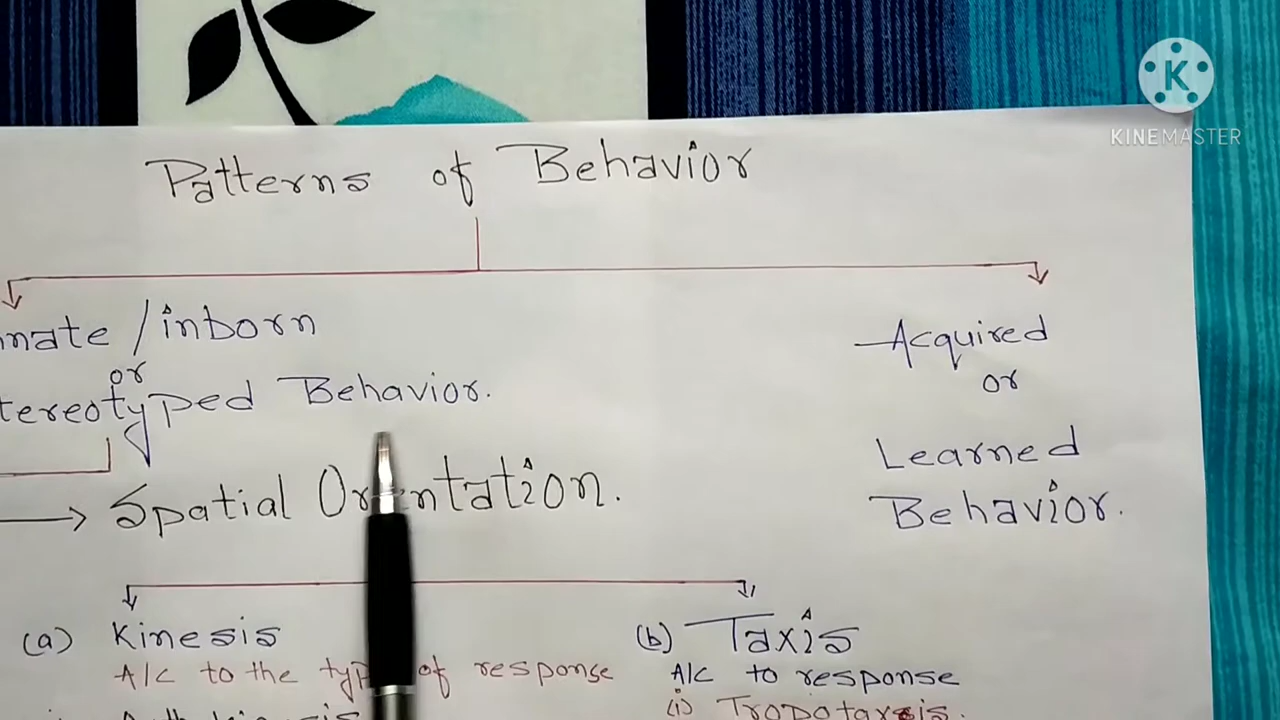 KINEMASTER
Patterns of Behavior
nnate / inborn
or
tereotyped Behavior.
Acquired
or
Learned
Behavior.
Spatial Orientation.
(a) Kinesis
A/C to the type of response
(b) Taxis
A/C to response
(i) Tropotaxis.